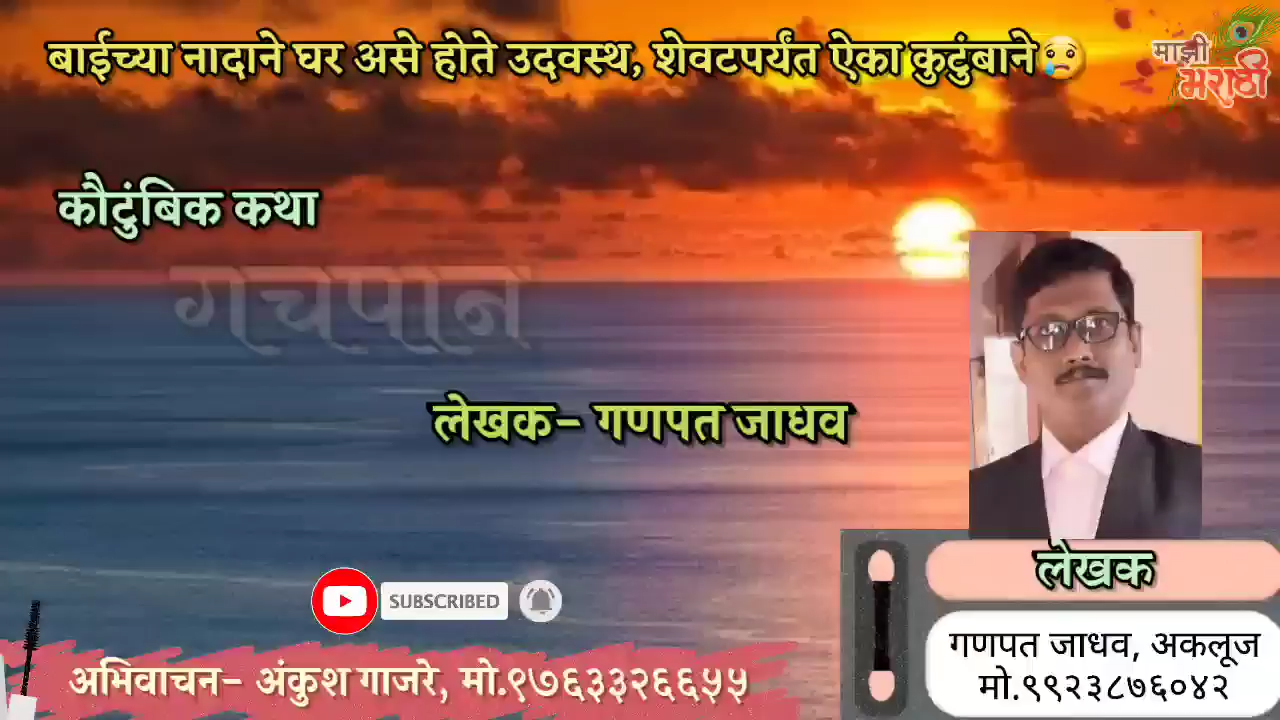 बाईच्या नादाने घर असे होते उदवस्थ, शेवटपर्यंत ऐका कुटुंबाने😢
माझी
मराठी
कौटुंबिक कथा
गचपान
लेखक- गणपत जाधव
लेखक
SUBSCRIBED
गणपत जाधव, अकलूज
मो.९९२३८७६०४२
अभिवाचन- अंकुश गाजरे, मो.९७६३३२६६५५